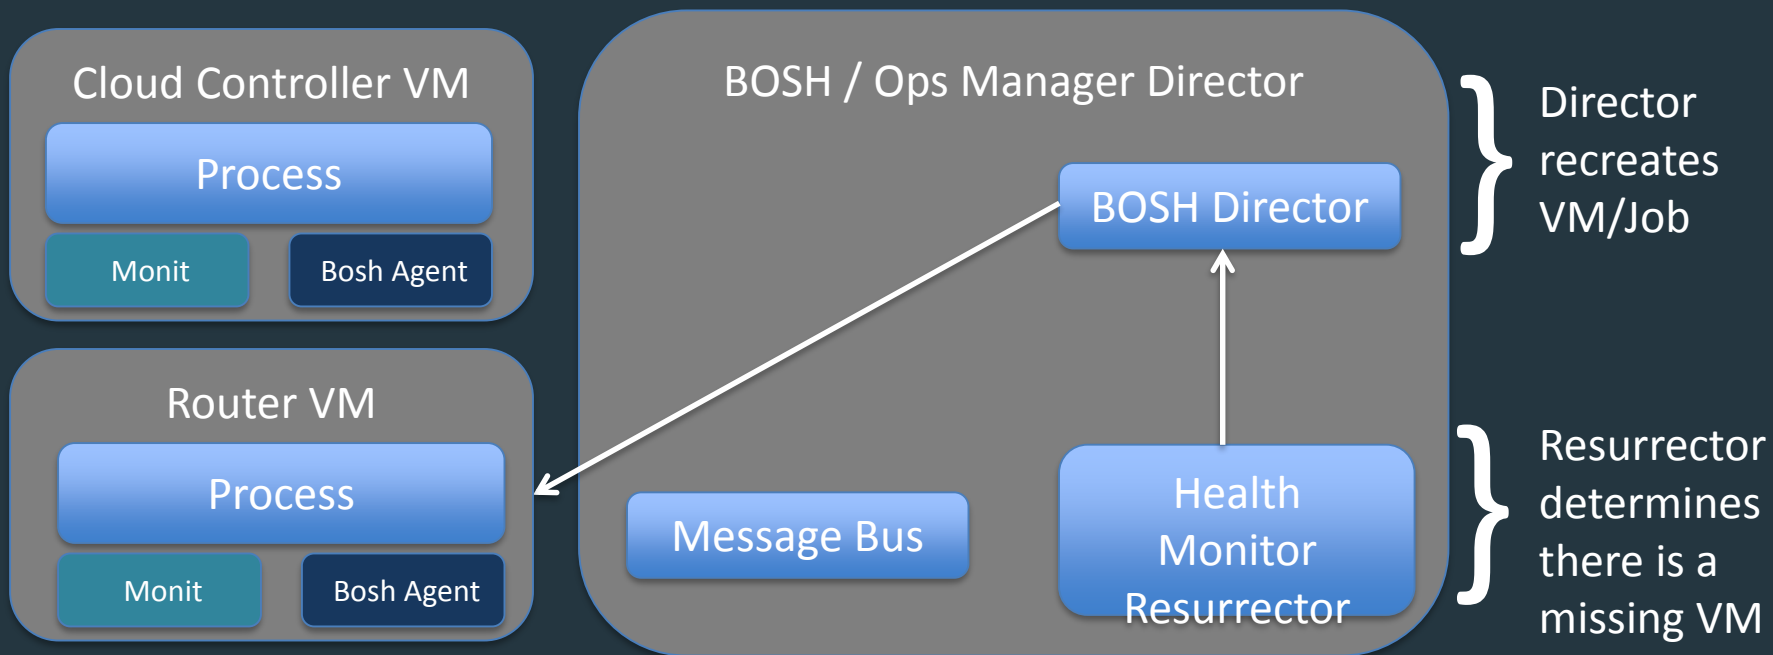 Cloud Controller VM
Process
Monit
Bosh Agent
Router VM
Process
Monit
Bosh Agent
BOSH / Ops Manager Director
BOSH Director
Message Bus
Health
Monitor
Resurrector
}
Director
recreates
VM/Job
}
Resurrector
determines
there is a
missing VM